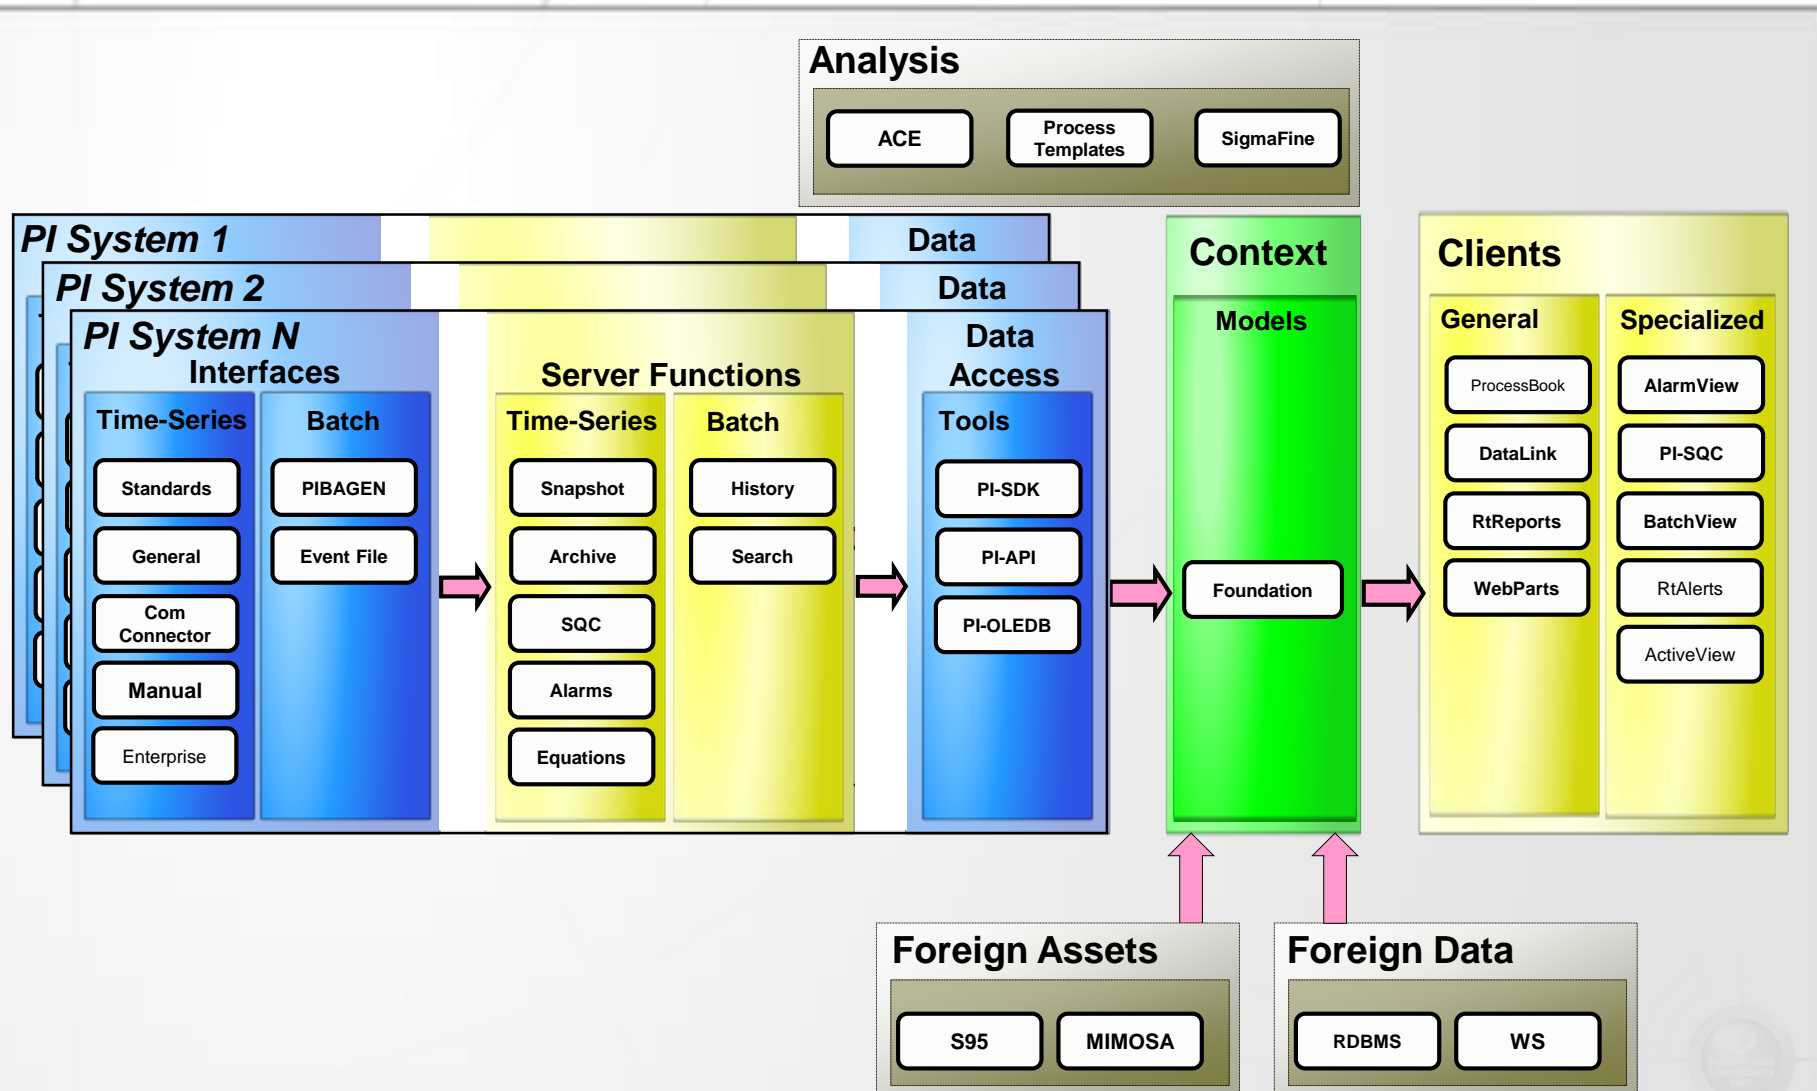 Analysis
ACE
Process
Templates
SigmaFine
PI System 1
Data
PI System 2
Data
PI System N
Interfaces
Time-Series
Batch
Standards
PIBAGEN
General
Event File
Com
Connector
Manual
Enterprise
Server Functions
Time-Series
Batch
Snapshot
History
Archive
Search
SQC
Alarms
Equations
Data
Access
Tools
PI-SDK
PI-API
PI-OLEDB
Context
Models
Foundation
Clients
General
Specialized
ProcessBook
AlarmView
DataLink
PI-SQC
RtReports
BatchView
WebParts
RtAlerts
ActiveView
Foreign Assets
S95
MIMOSA
Foreign Data
RDBMS
WS